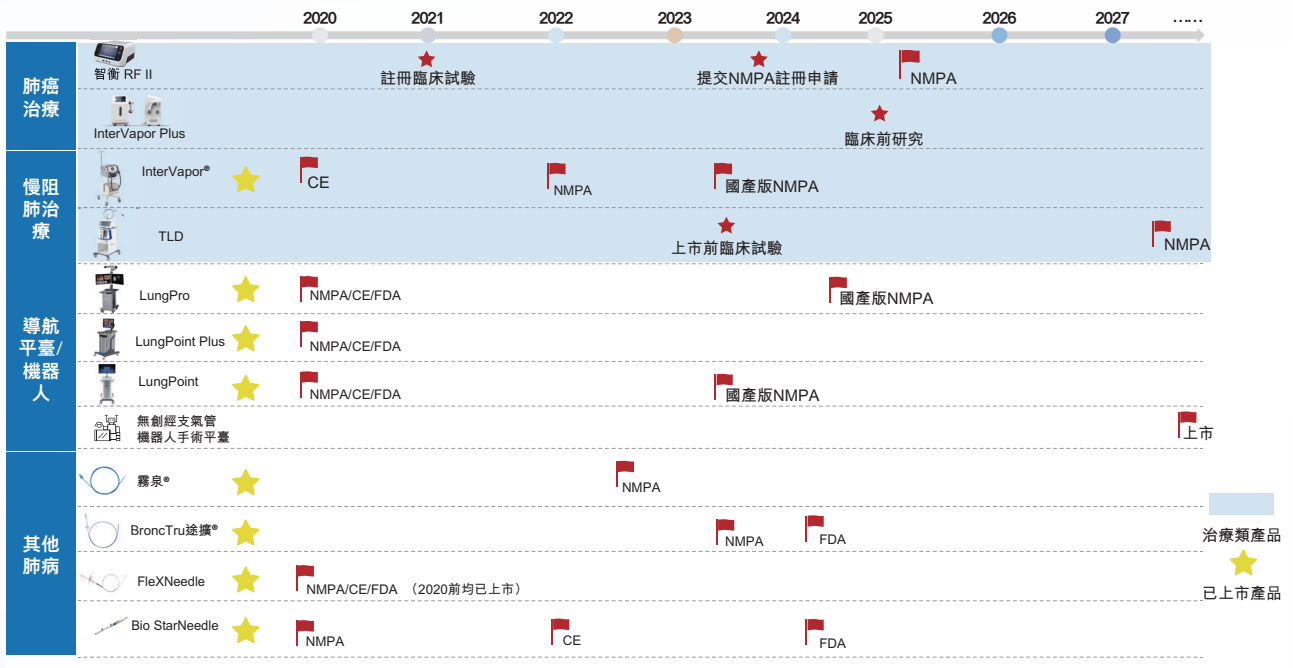 2020 2021 2022 2023 2024 2025 2026 2027 ……
肺癌
治療
智衡 RF II
註冊臨床試驗
提交NMPA註冊申請
NMPA
InterVapor Plus
臨床前研究
慢阻
肺治
療
InterVapor®
CE
NMPA
國產版NMPA
TLD
上市前臨床試驗
NMPA
導航
平臺/
機器
人
LungPro
NMPA/CE/FDA
國產版NMPA
LungPoint Plus
NMPA/CE/FDA
LungPoint
NMPA/CE/FDA
國產版NMPA
無創經支氣管
機器人手術平臺
上市
其他
肺病
霧泉®
NMPA
BroncTru途擴®
NMPA
FDA
FleXNeedle
NMPA/CE/FDA （2020前均已上市）
Bio StarNeedle
NMPA
CE
FDA
治療類產品
已上市產品